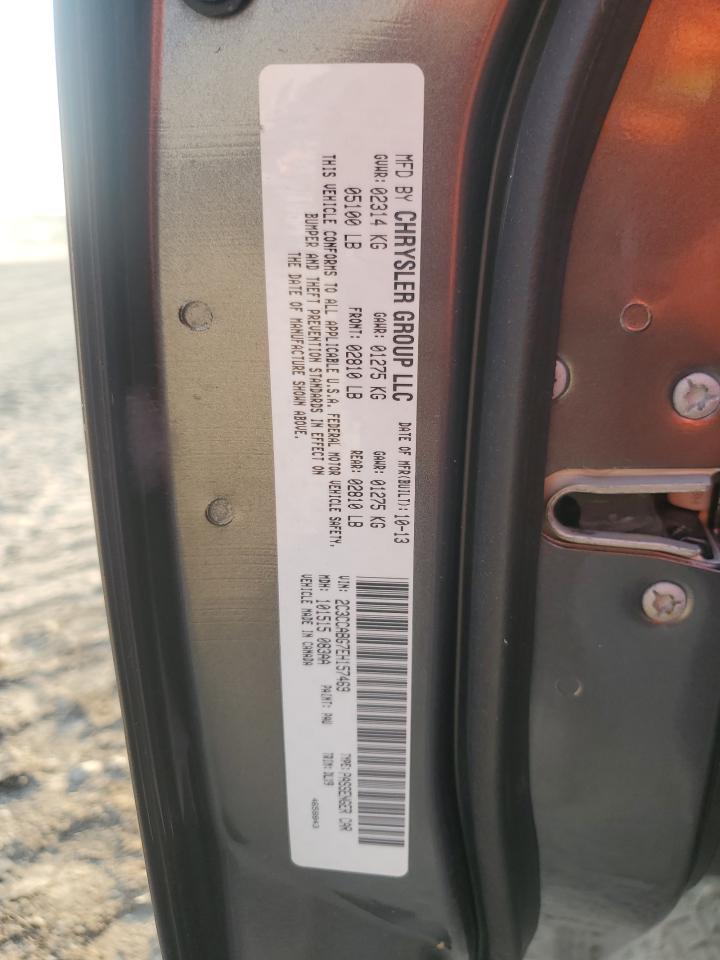 MFD BY CHRYSLER GROUP LLC DATE OF MFR(BUILT): 10-13
GVWR: 02314 KG GAWR: 01275 KG GAWR: 01275 KG
05100 LB FRONT: 02810 LB REAR: 02810 LB
THIS VEHICLE CONFORMS TO ALL APPLICABLE U.S.A. FEDERAL MOTOR VEHICLE SAFETY,
BUMPER AND THEFT PREVENTION STANDARDS IN EFFECT ON
THE DATE OF MANUFACTURE SHOWN ABOVE.
VIN: 2C3CCABG7EH157469 TYPE: PASSENGER CAR
MDH: 101515 083AA PAINT: PAU TRIM: DLX9
VEHICLE MADE IN CANADA